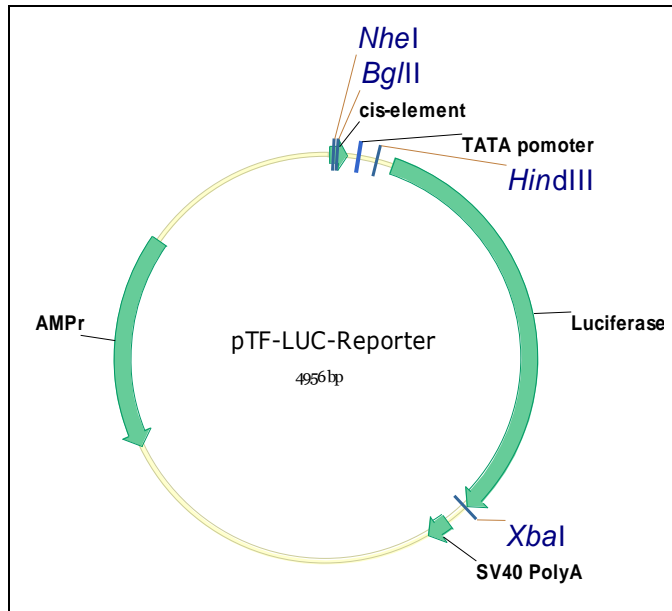 NheI
BglII
cis-element
TATA pomoter
HindIII
AMPr
Luciferase
pTF-LUC-Reporter
4956 bp
XbaI
SV40 PolyA